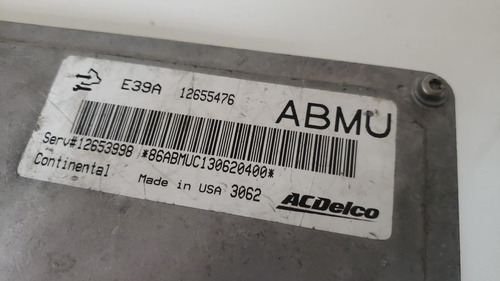 E39A 12655476
ABMU
Serv#12653998 *86ABMUC130620400*
Continental
Made in USA 3062
ACDelco